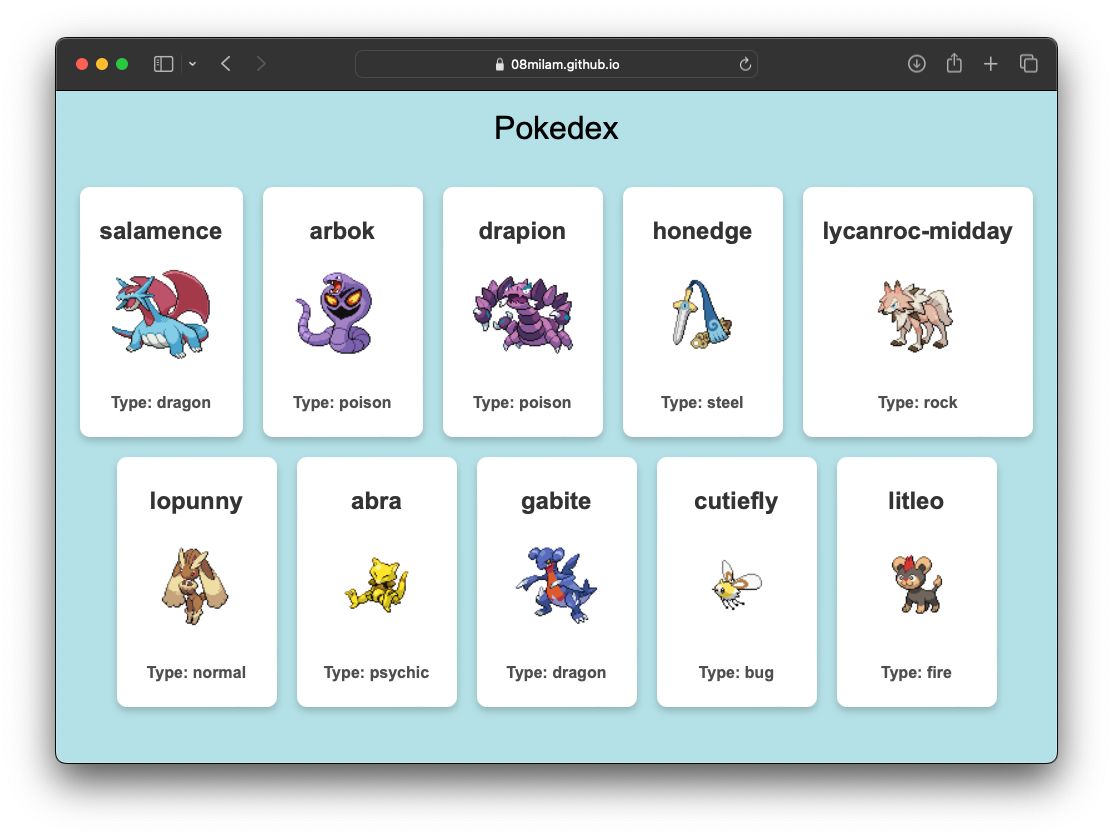 08milam.github.io
Pokedex
salamence
Type: dragon
arbok
Type: poison
drapion
Type: poison
honedge
Type: steel
lycanroc-midday
Type: rock
lopunny
Type: normal
abra
Type: psychic
gabite
Type: dragon
cutiefly
Type: bug
litleo
Type: fire